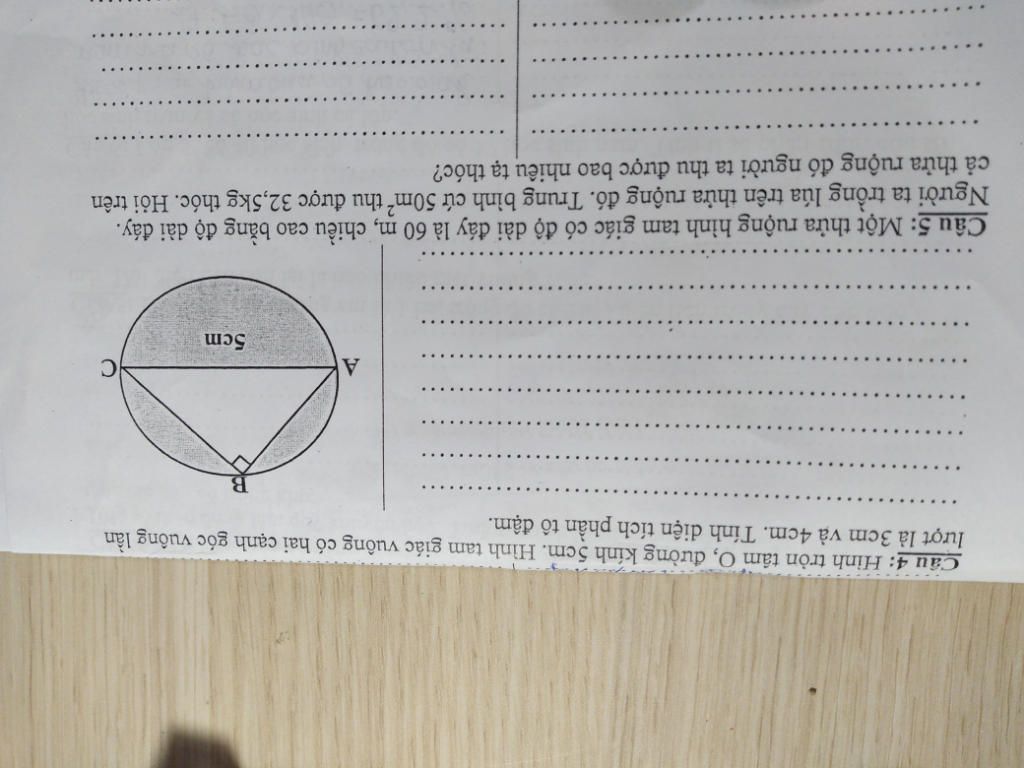 Câu 4: Hình tròn tâm O, đường kính 5cm. Hình tam giác vuông có hai cạnh góc vuông lần
lượt là 3cm và 4cm. Tính diện tích phần tô đậm.
B
A
C
5cm
Câu 5: Một thửa ruộng hình tam giác có độ dài đáy là 60 m, chiều cao bằng độ dài đáy.
Người ta trồng lúa trên thửa ruộng đó. Trung bình cứ 50m² thu được 32,5kg thóc. Hỏi trên
cả thửa ruộng đó người ta thu được bao nhiêu tạ thóc?